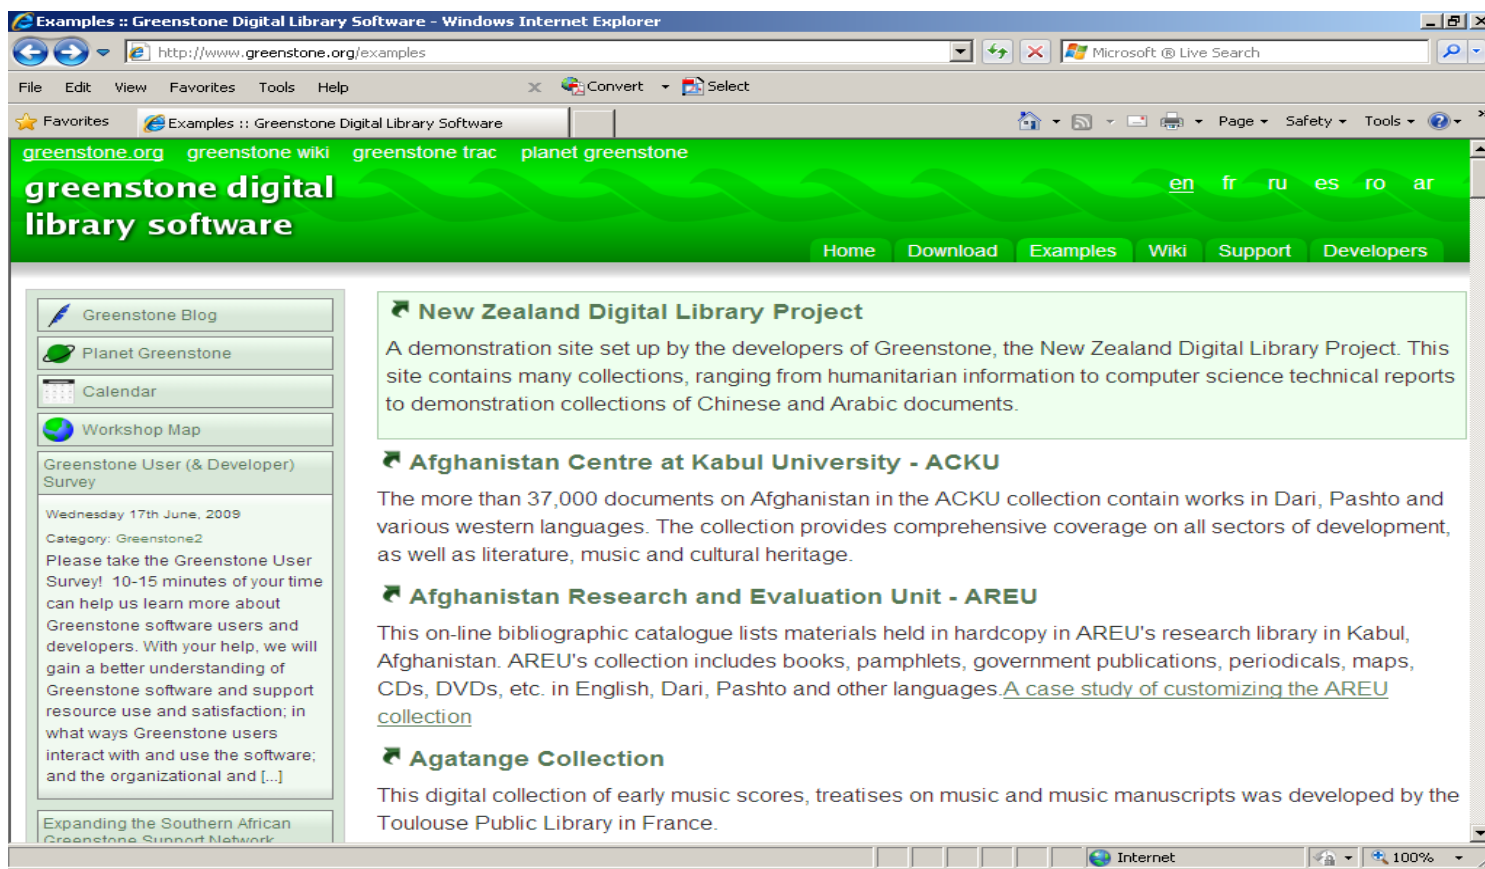 Examples :: Greenstone Digital Library Software - Windows Internet Explorer
http://www.greenstone.org/examples
Microsoft ® Live Search
File Edit View Favorites Tools Help
x Convert Select
Favorites Examples :: Greenstone Digital Library Software
Page Safety Tools
greenstone.org greenstone wiki greenstone trac planet greenstone
greenstone digital
library software
en fr ru es ro ar
Home Download Examples Wiki Support Developers
Greenstone Blog
Planet Greenstone
Calendar
Workshop Map
Greenstone User (& Developer)
Survey
Wednesday 17th June, 2009
Category: Greenstone2
Please take the Greenstone User
Survey! 10-15 minutes of your time
can help us learn more about
Greenstone software users and
developers. With your help, we will
gain a better understanding of
Greenstone software and support
resource use and satisfaction; in
what ways Greenstone users
interact with and use the software;
and the organizational and [...]
Expanding the Southern African
Greenstone Support Network
New Zealand Digital Library Project
A demonstration site set up by the developers of Greenstone, the New Zealand Digital Library Project. This
site contains many collections, ranging from humanitarian information to computer science technical reports
to demonstration collections of Chinese and Arabic documents.
Afghanistan Centre at Kabul University - ACKU
The more than 37,000 documents on Afghanistan in the ACKU collection contain works in Dari, Pashto and
various western languages. The collection provides comprehensive coverage on all sectors of development,
as well as literature, music and cultural heritage.
Afghanistan Research and Evaluation Unit - AREU
This on-line bibliographic catalogue lists materials held in hardcopy in AREU's research library in Kabul,
Afghanistan. AREU's collection includes books, pamphlets, government publications, periodicals, maps,
CDs, DVDs, etc. in English, Dari, Pashto and other languages.A case study of customizing the AREU
collection
Agatange Collection
This digital collection of early music scores, treatises on music and music manuscripts was developed by the
Toulouse Public Library in France.
Internet
100%